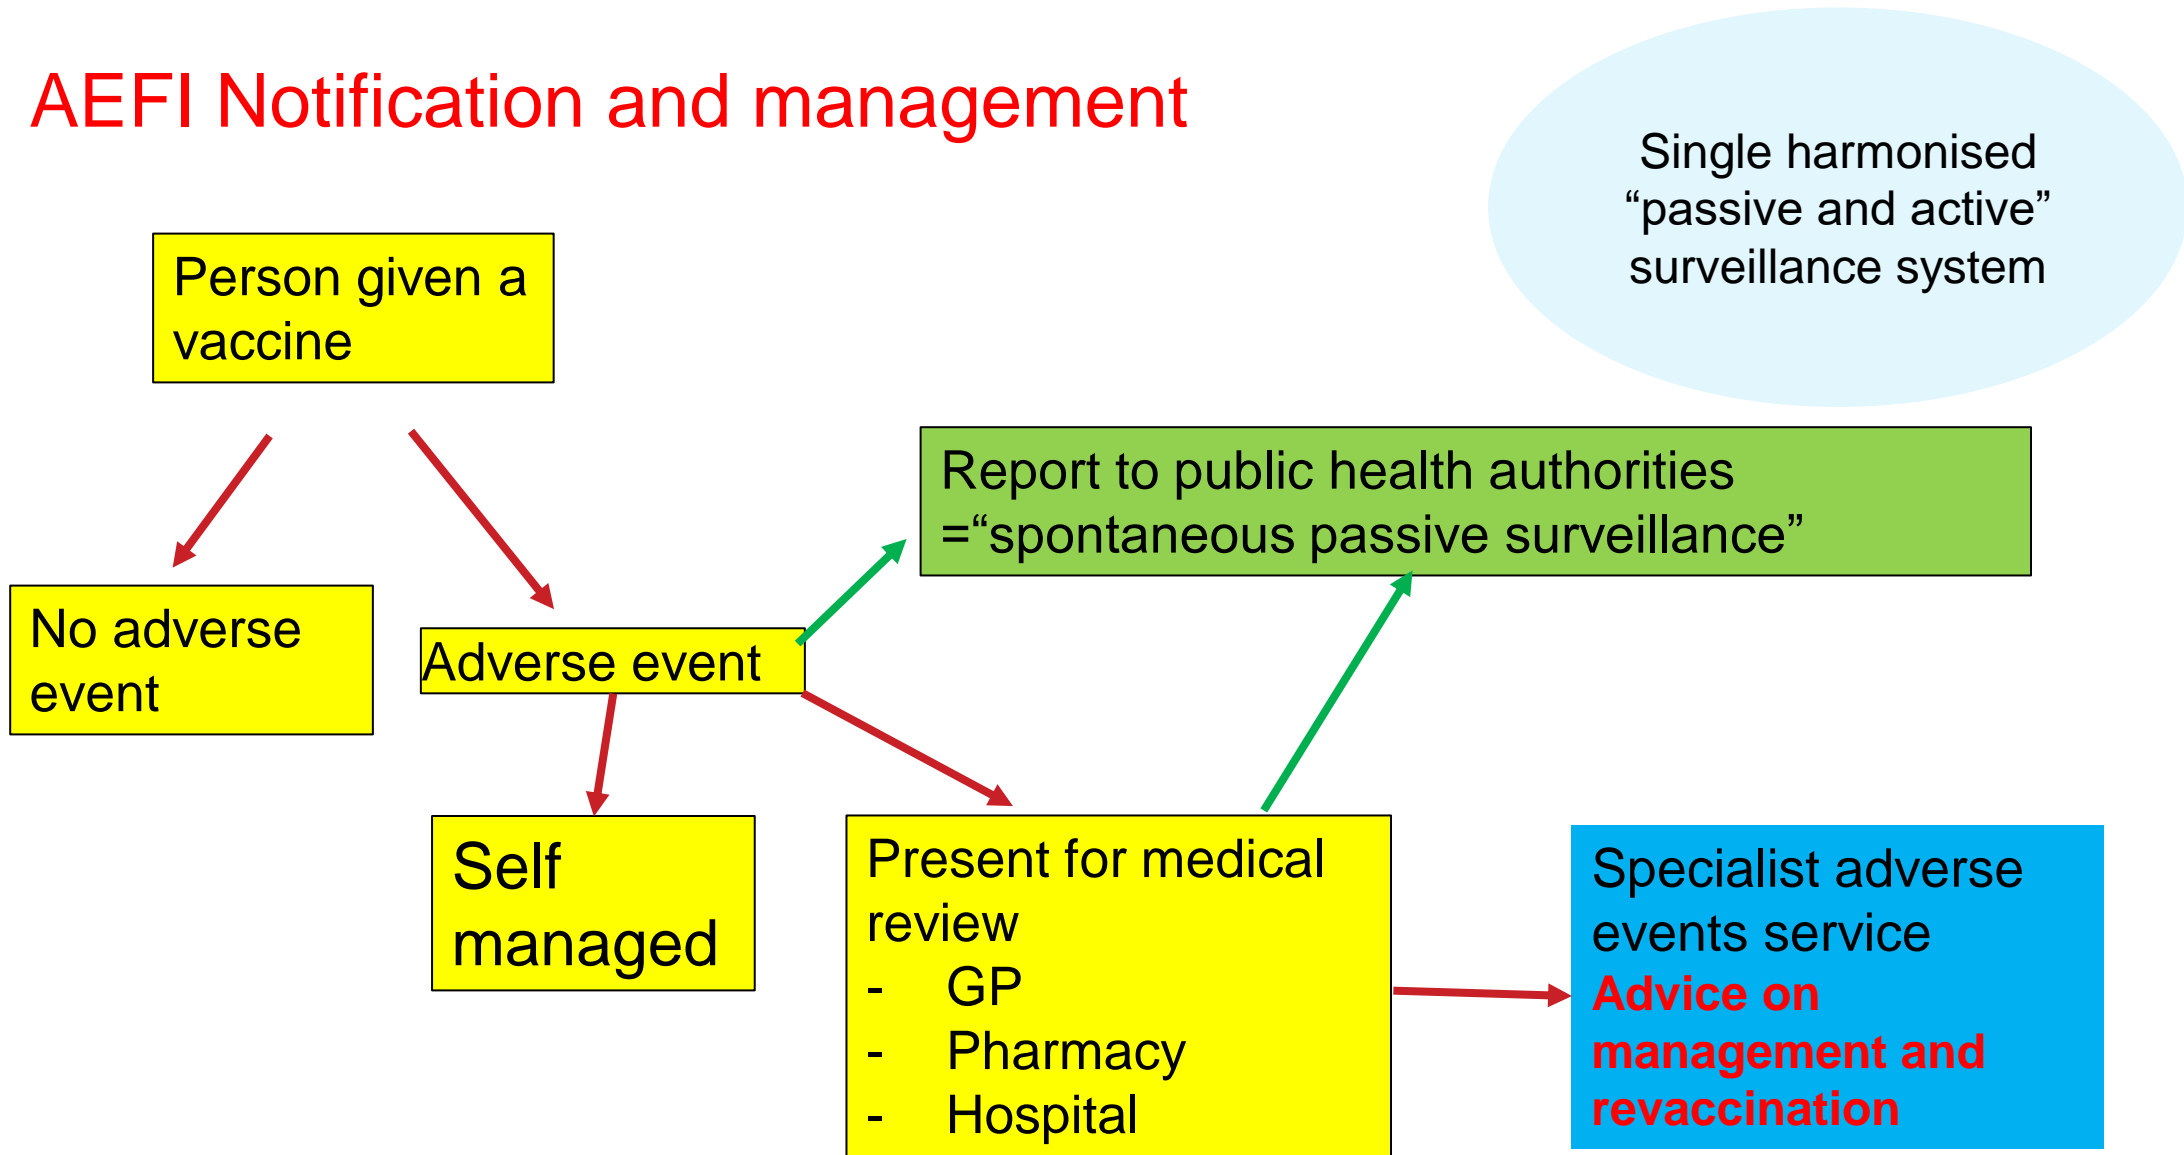 AEFI Notification and management
Single harmonised
“passive and active”
surveillance system
Person given a
vaccine
Report to public health authorities
=“spontaneous passive surveillance”
No adverse
event
Adverse event
Self
managed
Present for medical
review
- GP
- Pharmacy
- Hospital
Specialist adverse
events service
Advice on
management and
revaccination